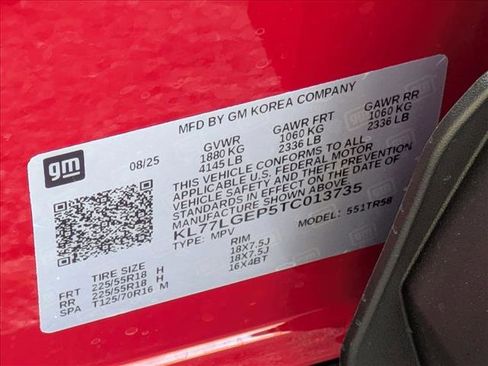 MFD BY GM KOREA COMPANY
gm
08/25
GVWR GAWR FRT GAWR RR
1880 KG 1060 KG 1060 KG
4145 LB 2336 LB 2336 LB
THIS VEHICLE CONFORMS TO ALL
APPLICABLE U.S. FEDERAL MOTOR
VEHICLE SAFETY AND THEFT PREVENTION
STANDARDS IN EFFECT ON THE DATE OF
MANUFACTURE SHOWN ABOVE.
KL77LGEP5TC013735
TYPE: MPV MODEL: 551TR58
TIRE SIZE RIM
FRT 225/55R18 H 18X7.5J
RR 225/55R18 H 18X7.5J
SPA T125/70R16 M 16X4BT